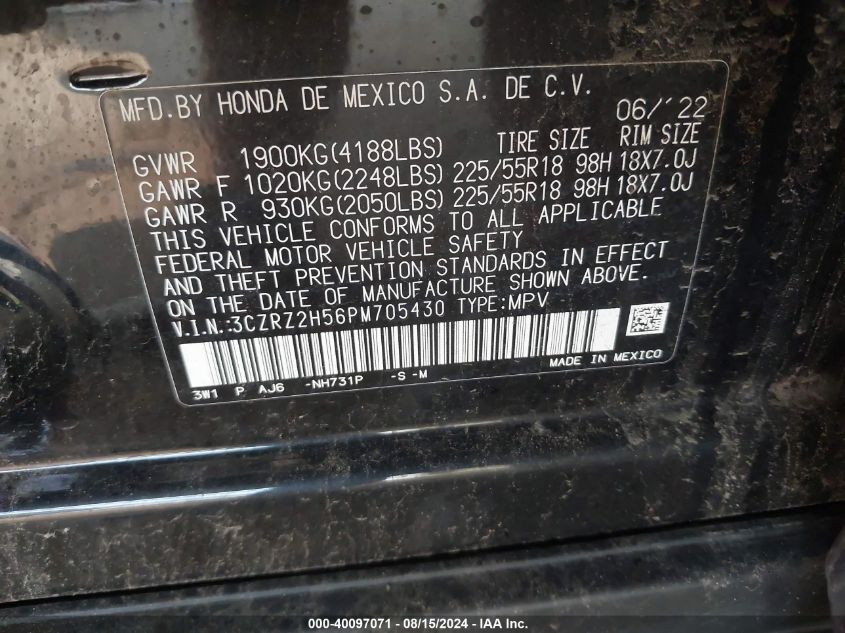 MFD.BY HONDA DE MEXICO S.A. DE C.V. 06/'22
GVWR 1900KG(4188LBS) TIRE SIZE RIM SIZE
GAWR F 1020KG(2248LBS) 225/55R18 98H 18X7.0J
GAWR R 930KG(2050LBS) 225/55R18 98H 18X7.0J
THIS VEHICLE CONFORMS TO ALL APPLICABLE
FEDERAL MOTOR VEHICLE SAFETY
AND THEFT PREVENTION STANDARDS IN EFFECT
ON THE DATE OF MANUFACTURE SHOWN ABOVE.
V.I.N.:3CZRZ2H56PM705430 TYPE:MPV
MADE IN MEXICO
3W1 P AJ6 -NH731P -S -M
000-40097071 - 08/15/2024 - IAA Inc.